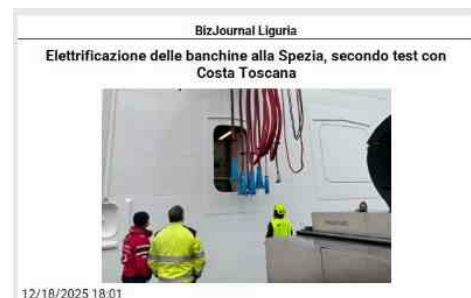 BizJournal Liguria
Elettrificazione delle banchine alla Spezia, secondo test con
Costa Toscana
12/18/2025 18:01